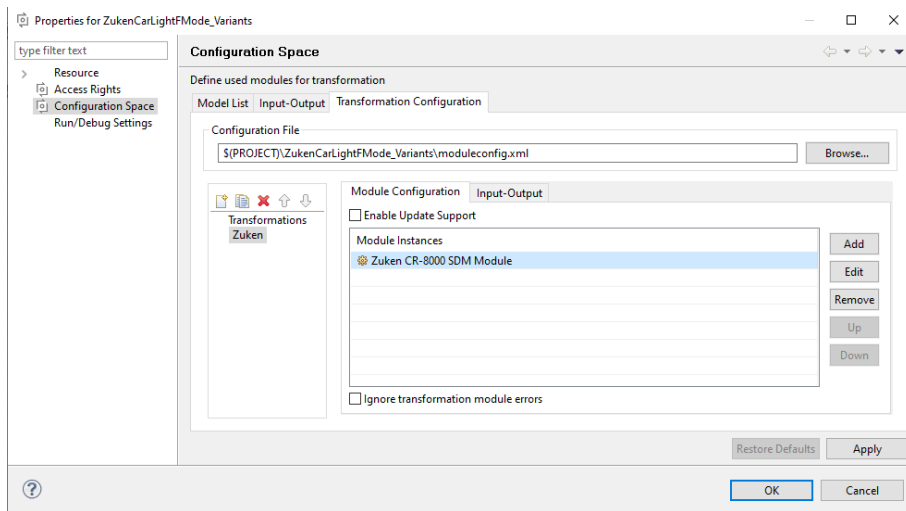 Properties for ZukenCarLightFMode_Variants
type filter text
Resource
Access Rights
Configuration Space
Run/Debug Settings
Configuration Space
Define used modules for transformation
Model List Input-Output Transformation Configuration
Configuration File
$(PROJECT)\ZukenCarLightFMode_Variants\moduleconfig.xml Browse...
Transformations
Zuken
Module Configuration Input-Output
Enable Update Support
Module Instances
Zuken CR-8000 SDM Module
Add
Edit
Remove
Up
Down
Ignore transformation module errors
Restore Defaults Apply
? OK Cancel